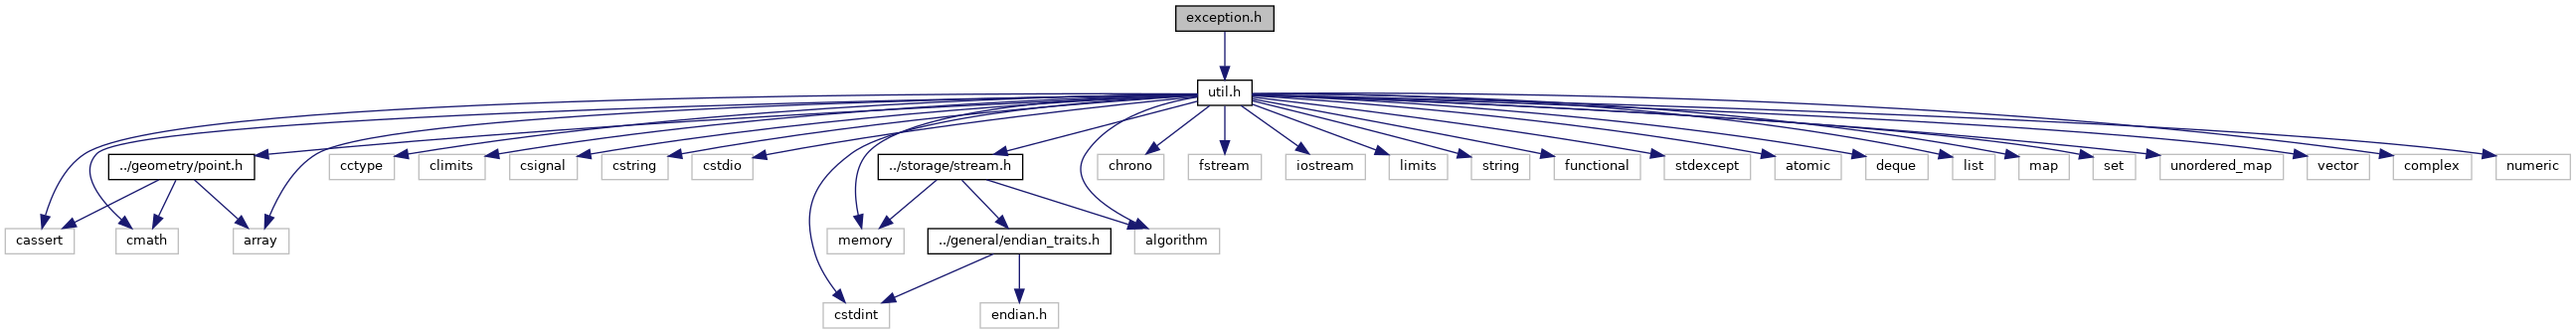 exception.h
util.h
../geometry/point.h
cctype
climits
csignal
cstring
cstdio
../storage/stream.h
chrono
fstream
iostream
limits
string
functional
stdexcept
atomic
deque
list
map
set
unordered_map
vector
complex
numeric
cassert
cmath
array
memory
../general/endian_traits.h
algorithm
cstdint
endian.h